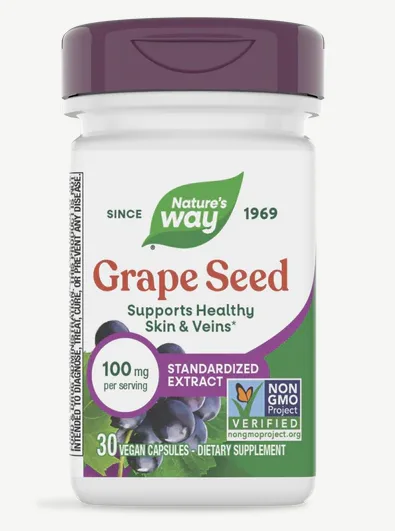 Nature's
way
SINCE
1969
Grape Seed
Supports Healthy
Skin & Veins*
100 mg
per serving
STANDARDIZED
EXTRACT
NON
GMO
Project
VERIFIED
nongmoproject.org
30 VEGAN CAPSULES - DIETARY SUPPLEMENT
INTENDED TO DIAGNOSE, TREAT, CURE, OR PREVENT ANY DISEASE.